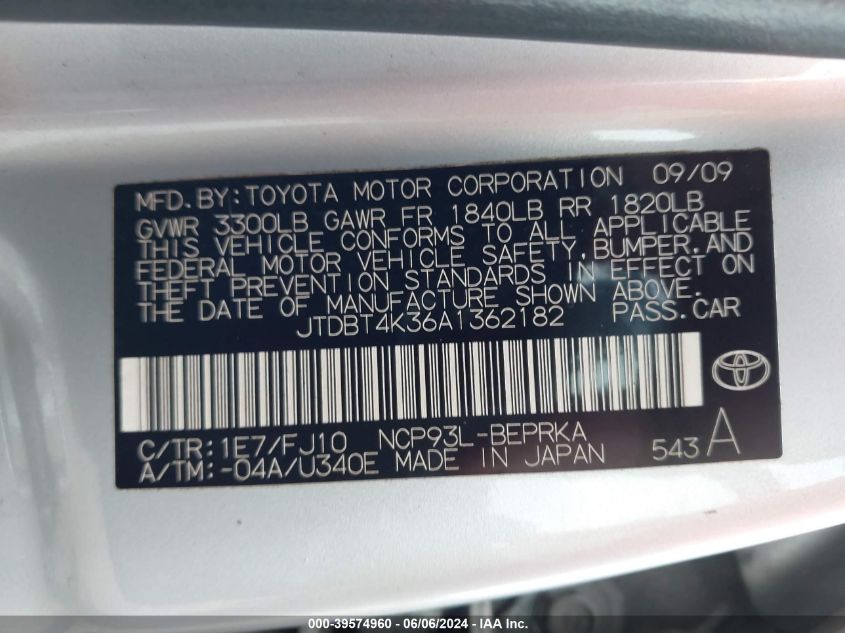 MFD.BY:TOYOTA MOTOR CORPORATION 09/09
GVWR 3300LB GAWR FR 1840LB RR 1820LB
THIS VEHICLE CONFORMS TO ALL APPLICABLE
FEDERAL MOTOR VEHICLE SAFETY,BUMPER,AND
THEFT PREVENTION STANDARDS IN EFFECT ON
THE DATE OF MANUFACTURE SHOWN ABOVE.
JTDBT4K36A1362182 PASS.CAR
C/TR:1E7/FJ10 NCP93L-BEPRKA
A/TM:-04A/U340E MADE IN JAPAN 543 A
000-39574960 - 06/06/2024 - IAA Inc.